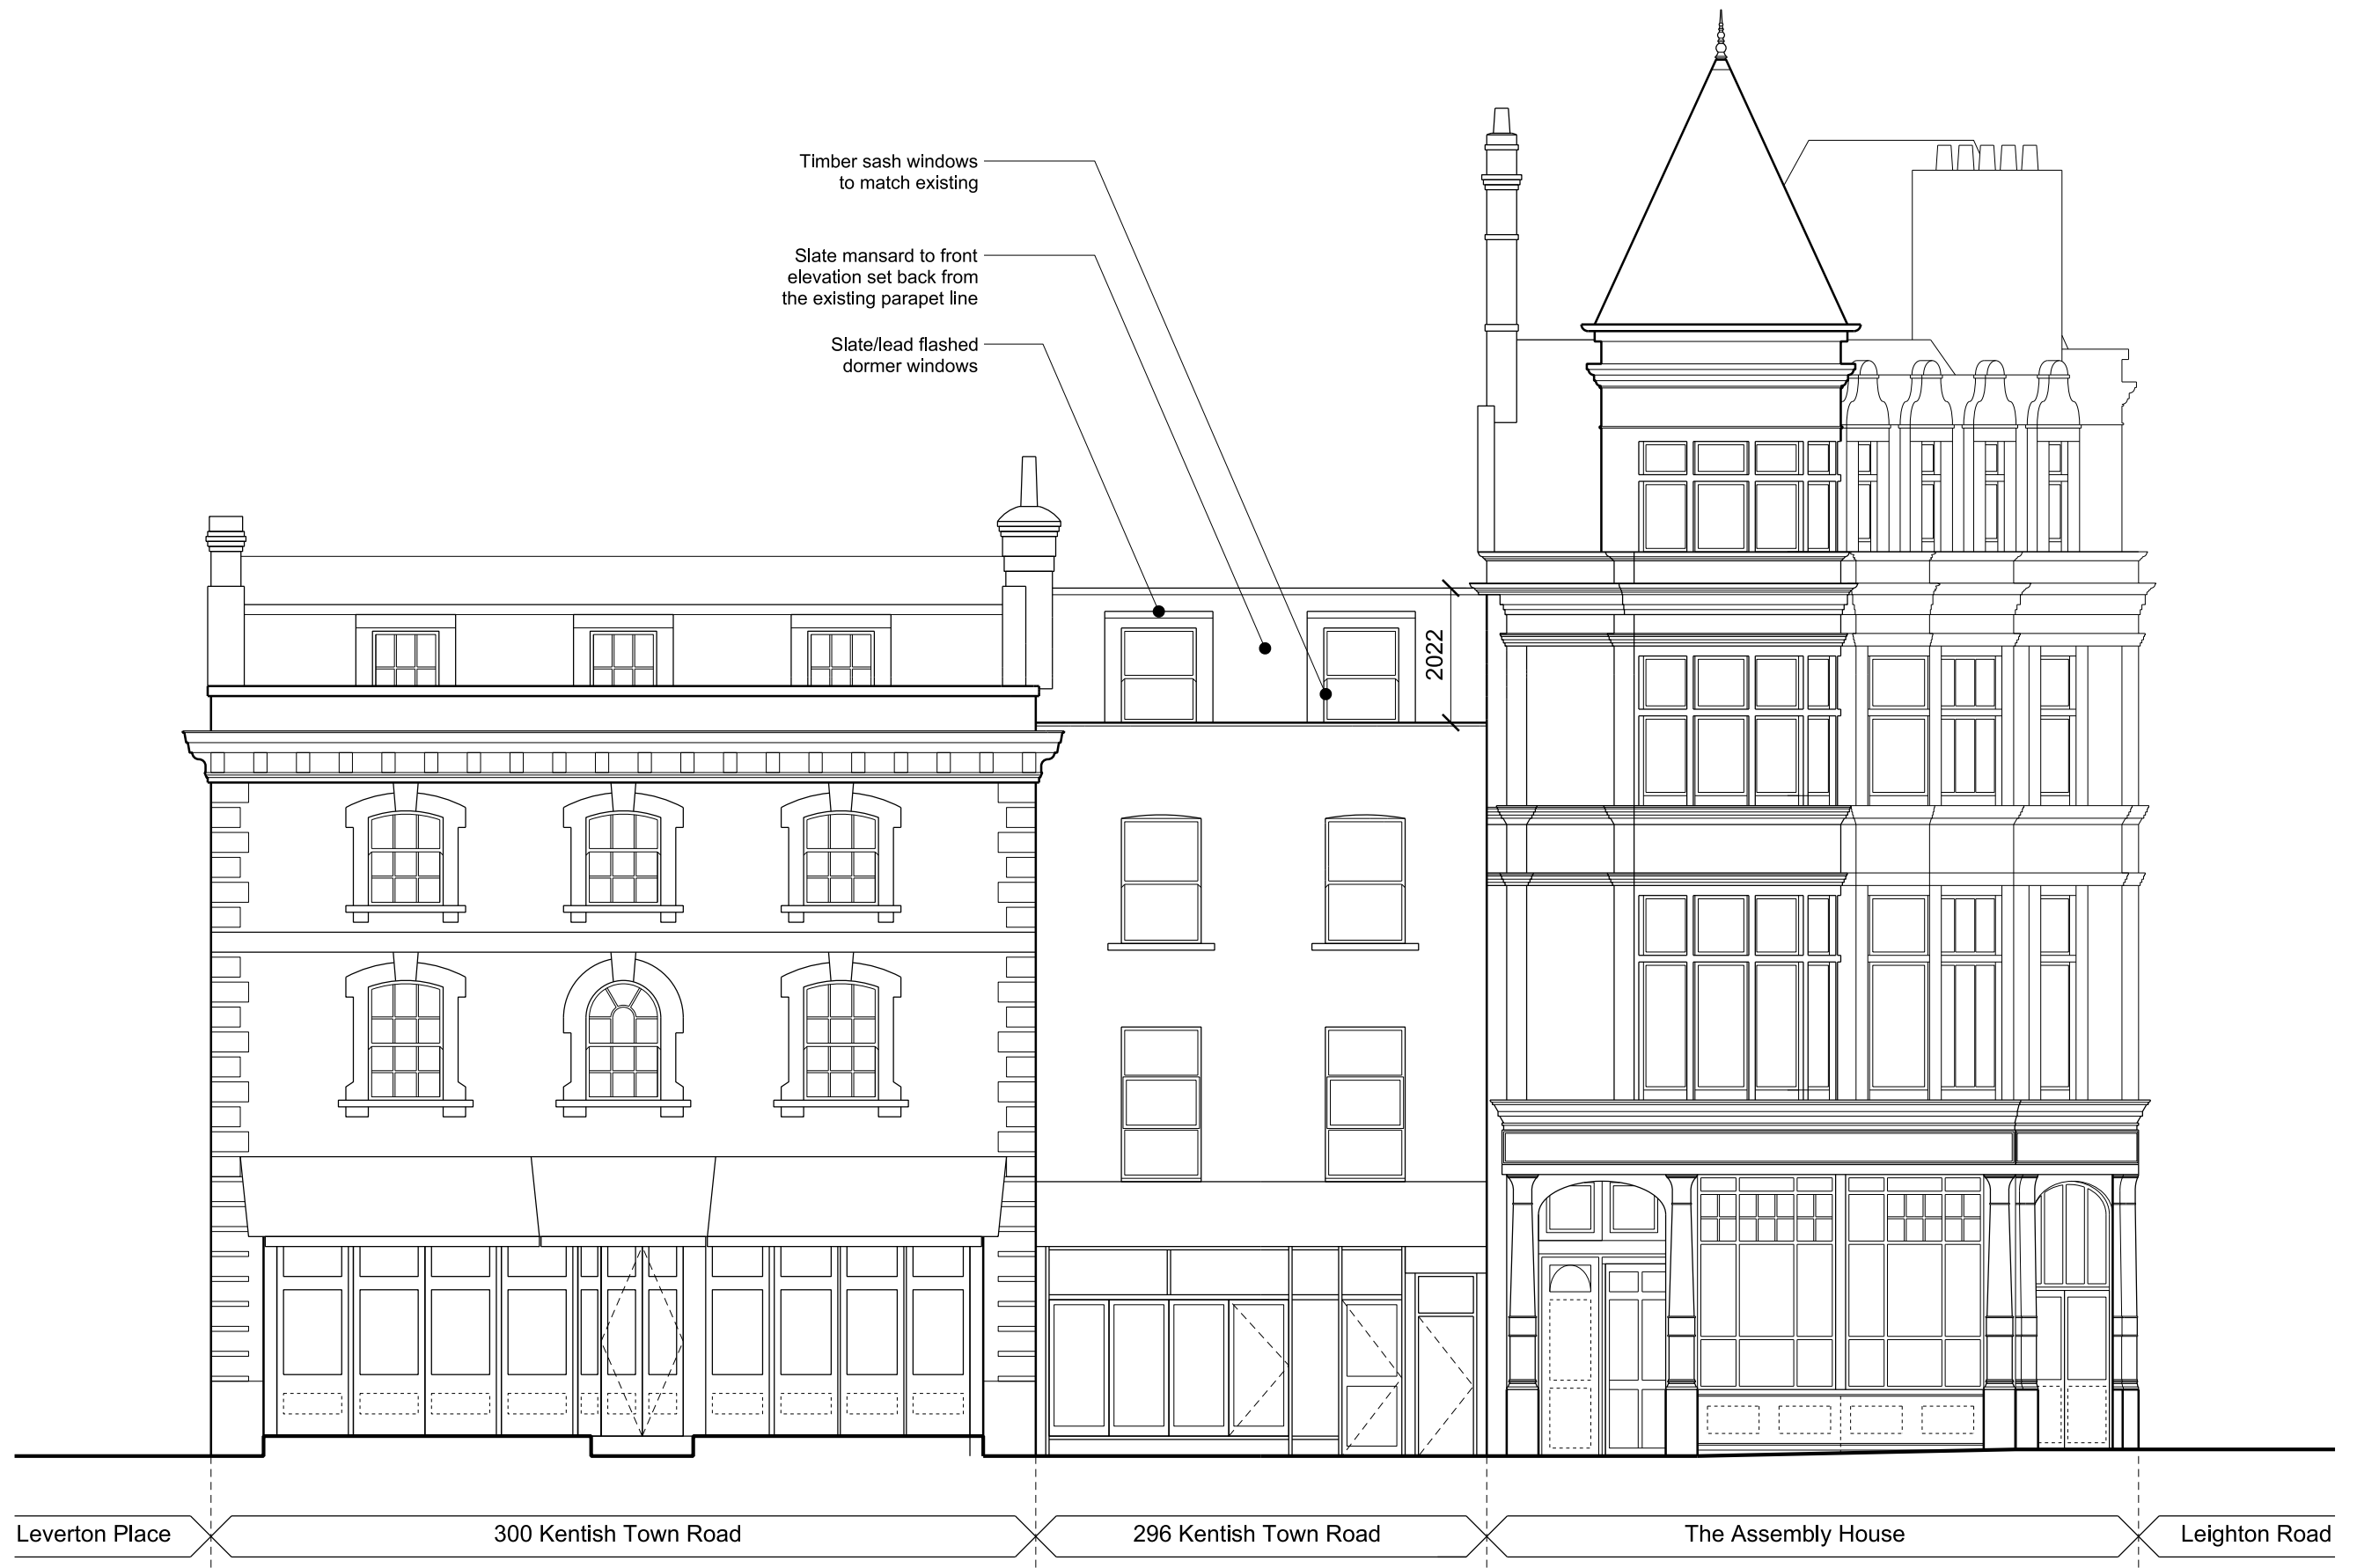 Timber sash windows
to match existing
Slate mansard to front
elevation set back from
the existing parapet line
Slate/lead flashed
dormer windows
2022
Leverton Place
300 Kentish Town Road
296 Kentish Town Road
The Assembly House
Leighton Road